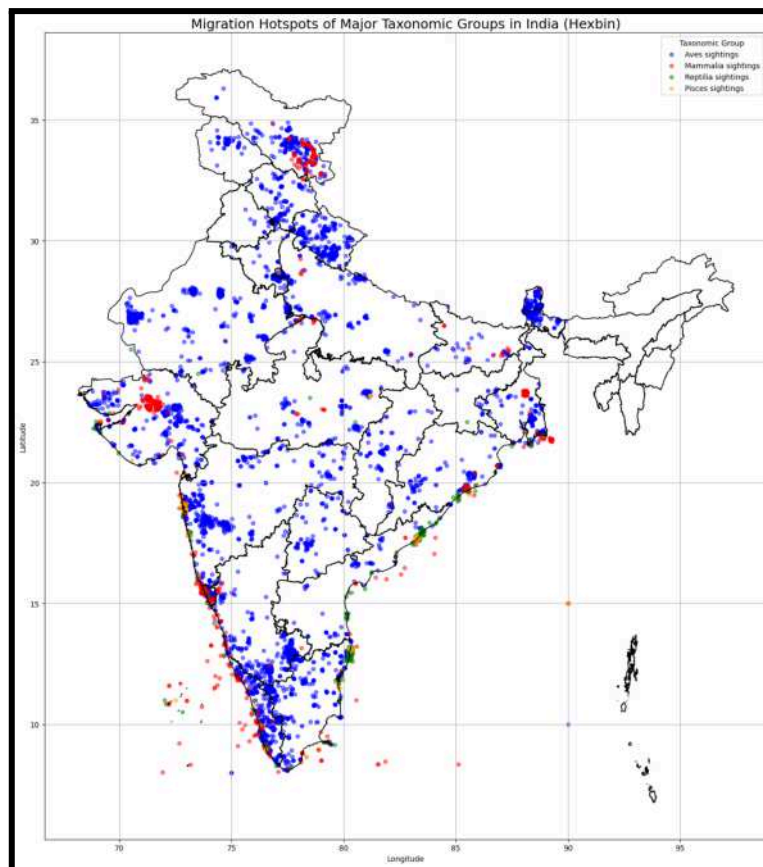 Migration Hotspots of Major Taxonomic Groups in India (Hexbin)
Taxonomic Group
Aves sightings
Mammalia sightings
Reptilia sightings
Pisces sightings
35
30
25
20
15
10
Latitude
70
75
80
85
90
95
Longitude